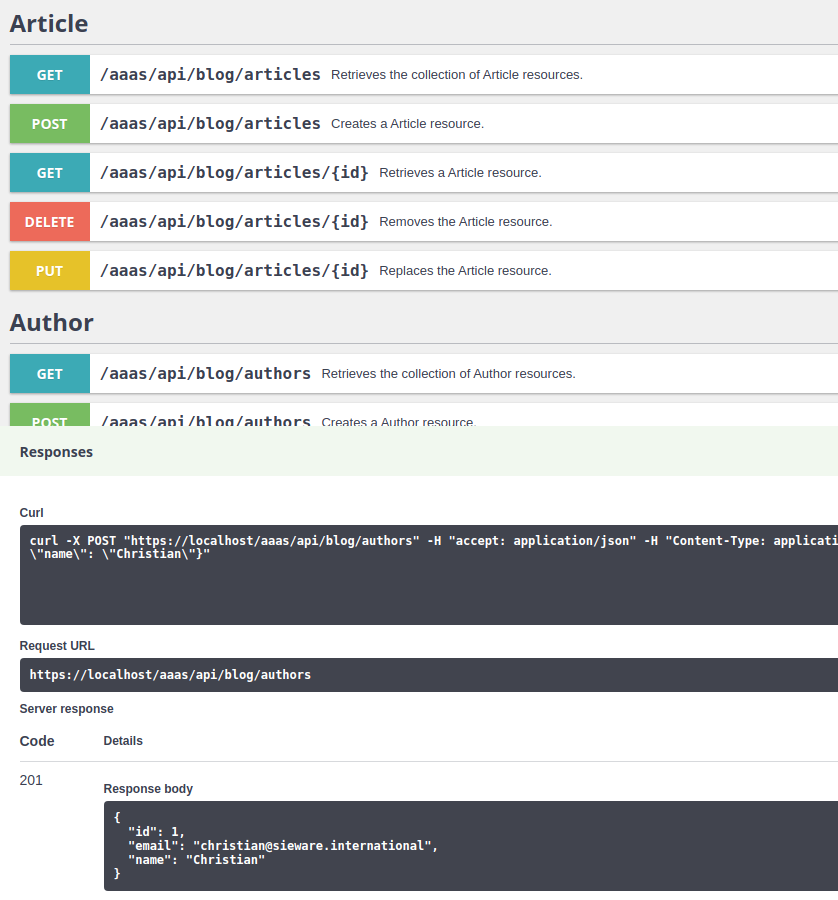 Article
GET /aaas/api/blog/articles Retrieves the collection of Article resources.
POST /aaas/api/blog/articles Creates a Article resource.
GET /aaas/api/blog/articles/{id} Retrieves a Article resource.
DELETE /aaas/api/blog/articles/{id} Removes the Article resource.
PUT /aaas/api/blog/articles/{id} Replaces the Article resource.
Author
GET /aaas/api/blog/authors Retrieves the collection of Author resources.
POST /aaas/api/blog/authors Creates a Author resource.
Responses
Curl
curl -X POST "https://localhost/aaas/api/blog/authors" -H "accept: application/json" -H "Content-Type: applicati
\"name\": \"Christian\"}"
Request URL
https://localhost/aaas/api/blog/authors
Server response
Code Details
201
Response body
{
"id": 1,
"email": "christian@sieware.international",
"name": "Christian"
}